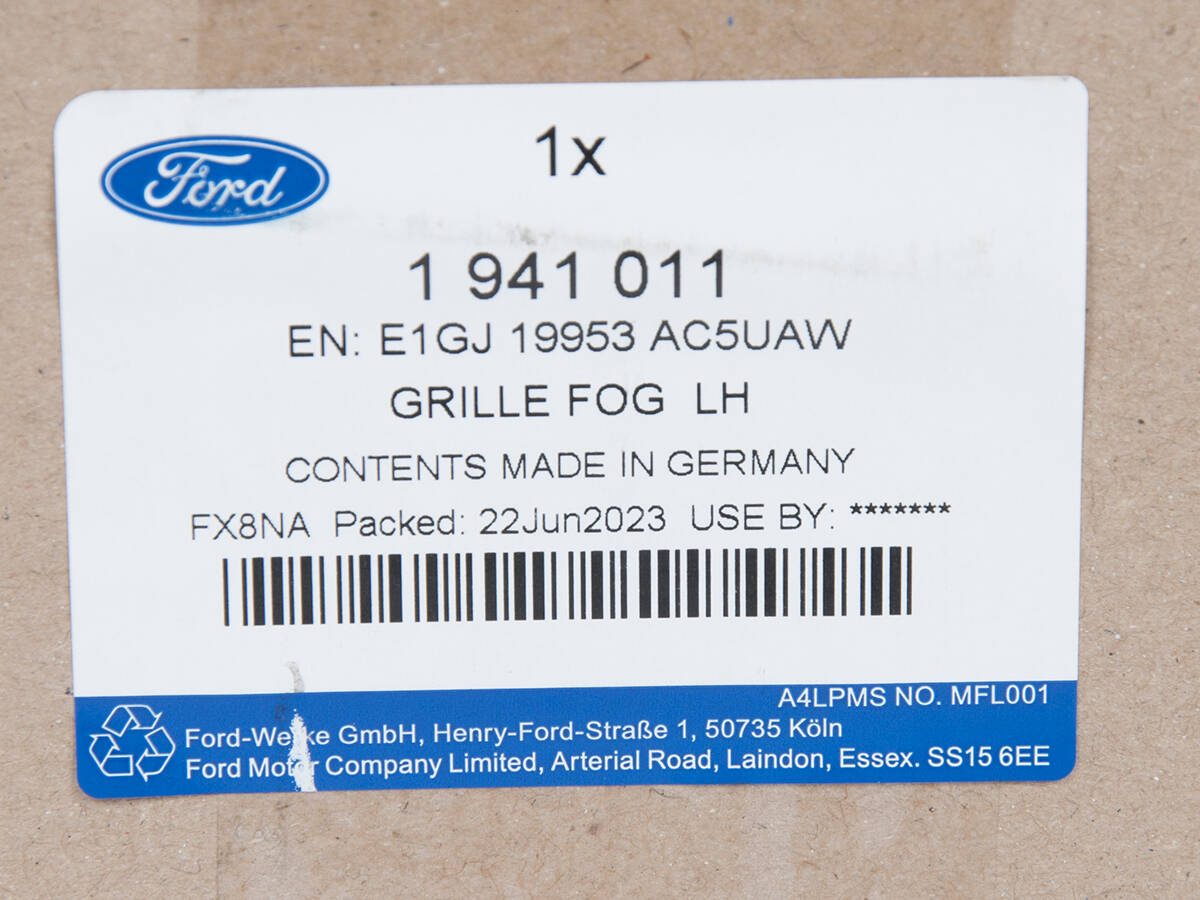 Ford
1x
1 941 011
EN: E1GJ 19953 AC5UAW
GRILLE FOG LH
CONTENTS MADE IN GERMANY
FX8NA Packed: 22Jun2023 USE BY: *******
A4LPMS NO. MFL001
Ford-Werke GmbH, Henry-Ford-Straße 1, 50735 Köln
Ford Motor Company Limited, Arterial Road, Laindon, Essex. SS15 6EE